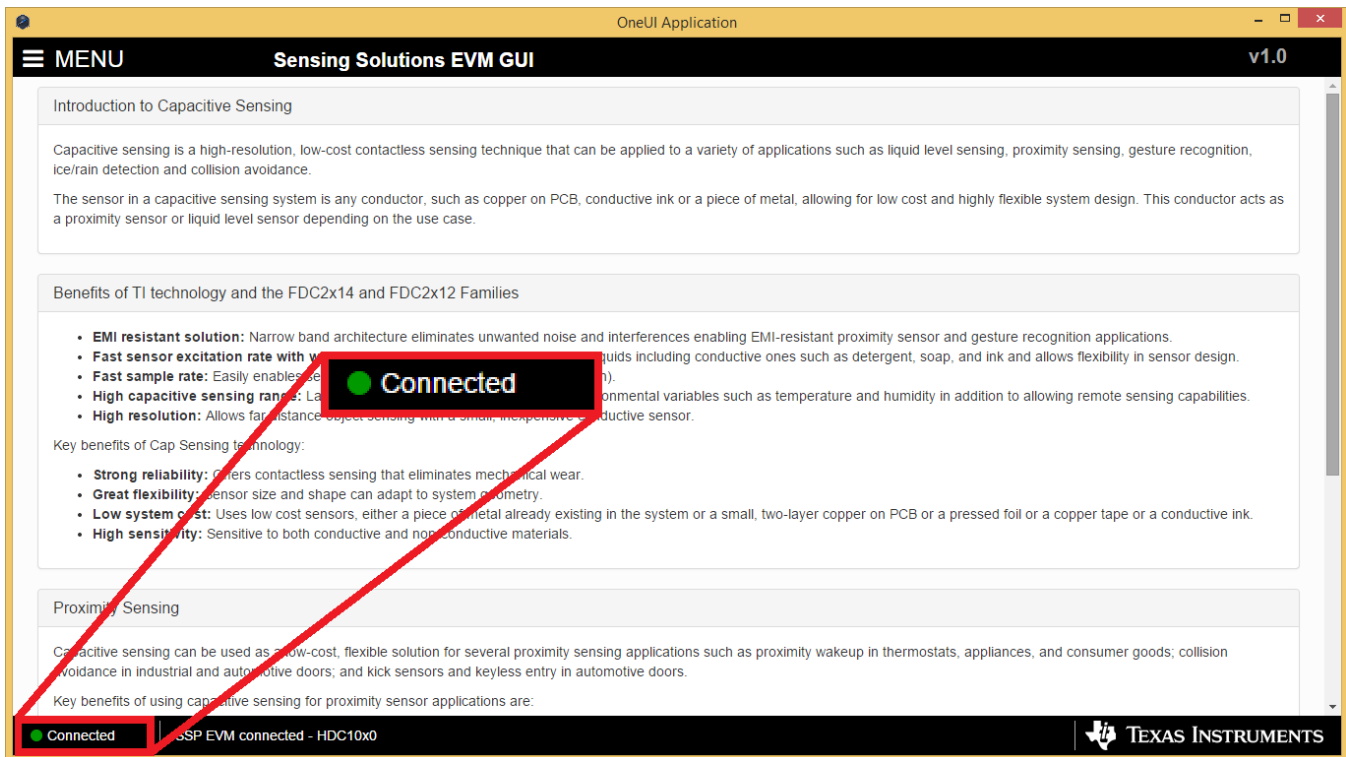 OneUI Application
MENU
Sensing Solutions EVM GUI
v1.0
Introduction to Capacitive Sensing
Capacitive sensing is a high-resolution, low-cost contactless sensing technique that can be applied to a variety of applications such as liquid level sensing, proximity sensing, gesture recognition,
ice/rain detection and collision avoidance.
The sensor in a capacitive sensing system is any conductor, such as copper on PCB, conductive ink or a piece of metal, allowing for low cost and highly flexible system design. This conductor acts as
a proximity sensor or liquid level sensor depending on the use case.
Benefits of TI technology and the FDC2x14 and FDC2x12 Families
• EMI resistant solution: Narrow band architecture eliminates unwanted noise and interferences enabling EMI-resistant proximity sensor and gesture recognition applications.
• Fast sensor excitation rate with including conductive ones such as detergent, soap, and ink and allows flexibility in sensor design.
• Fast sample rate: Easily enables
• High capacitive sensing range: variables such as temperature and humidity in addition to allowing remote sensing capabilities.
• High resolution: Allows far distance object sensing with a small, inexpensive conductive sensor.
Connected
Key benefits of Cap Sensing technology:
• Strong reliability: Offers contactless sensing that eliminates mechanical wear.
• Great flexibility: Sensor size and shape can adapt to system geometry.
• Low system cost: Uses low cost sensors, either a piece of metal already existing in the system or a small, two-layer copper on PCB or a pressed foil or a copper tape or a conductive ink.
• High sensitivity: Sensitive to both conductive and non-conductive materials.
Proximity Sensing
Capacitive sensing can be used as a low-cost, flexible solution for several proximity sensing applications such as proximity wakeup in thermostats, appliances, and consumer goods; collision
avoidance in industrial and automotive doors; and kick sensors and keyless entry in automotive doors.
Key benefits of using capacitive sensing for proximity sensor applications are:
Connected
SSP EVM connected - HDC10x0
TEXAS INSTRUMENTS